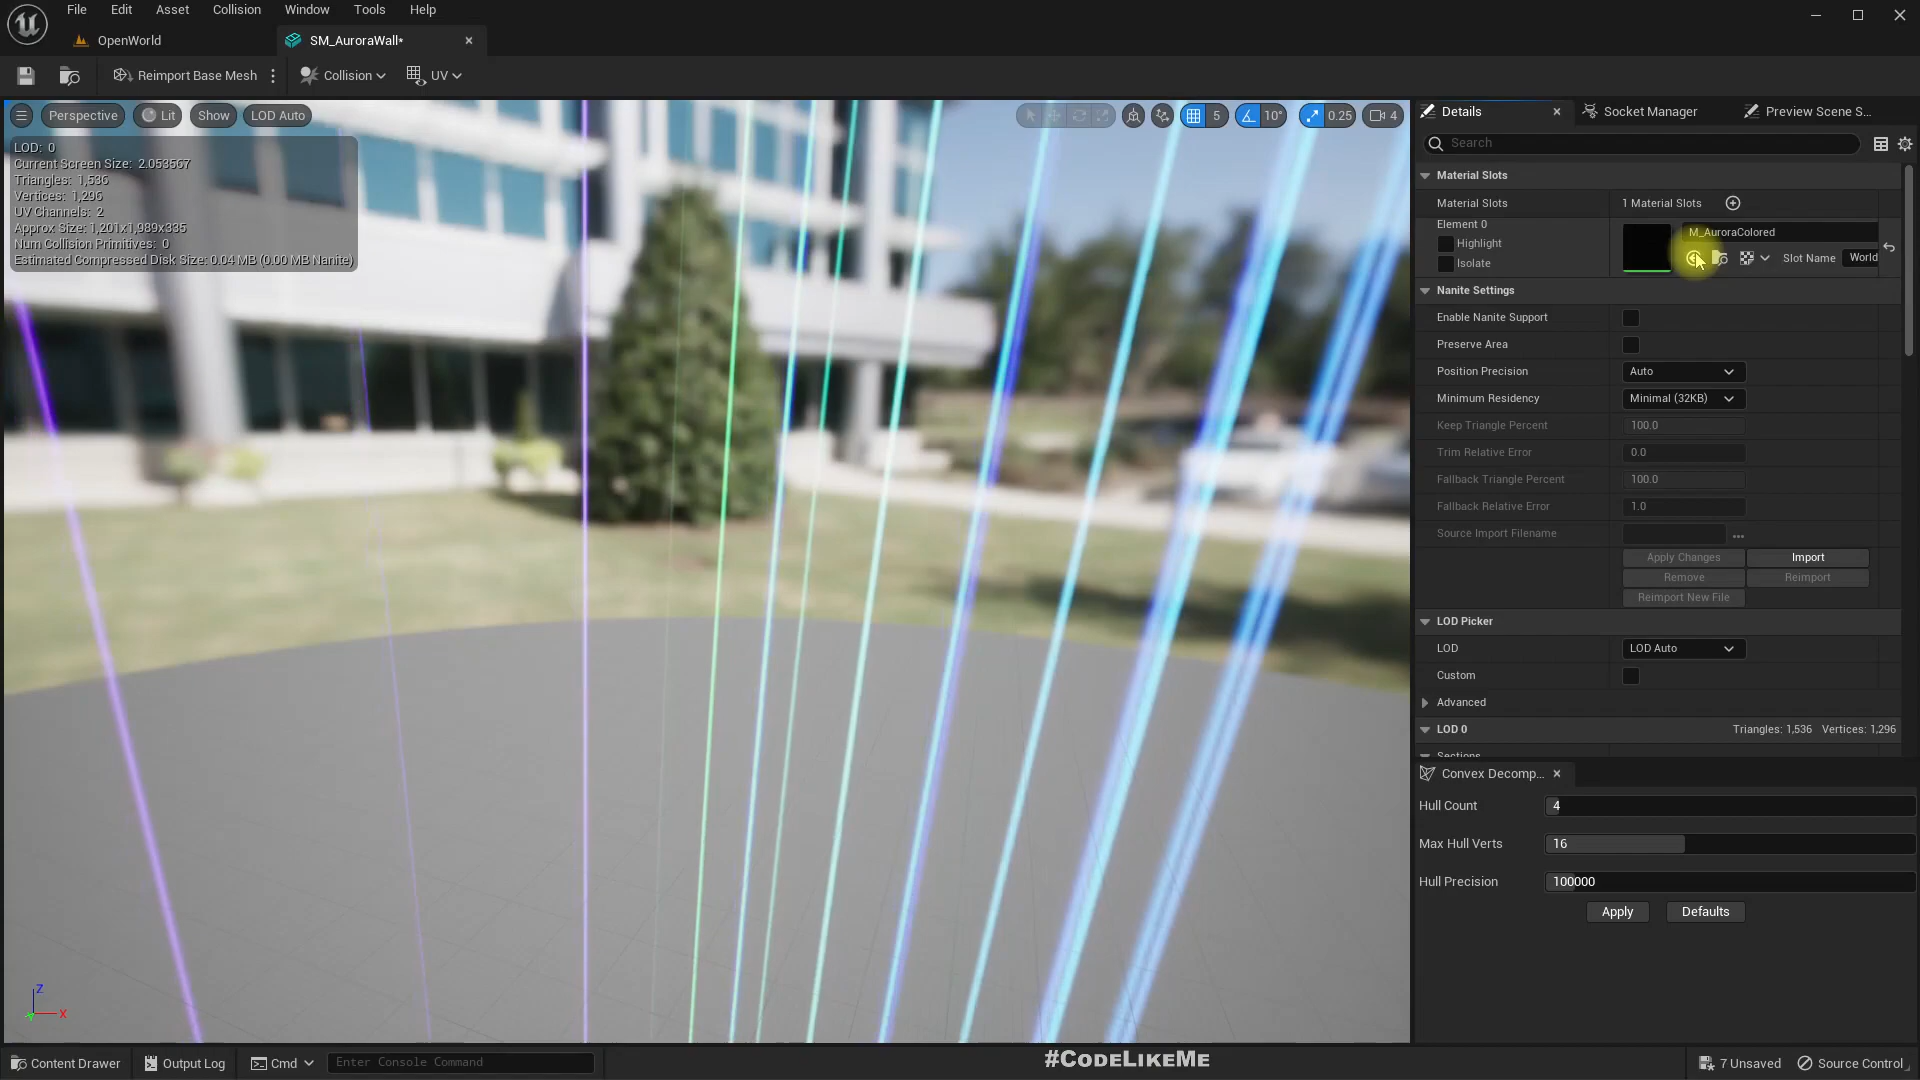 File Edit Asset Collision Window Tools Help
OpenWorld
SM_AuroraWall*
Reimport Base Mesh
Collision
UV
Perspective
Lit
Show
LOD Auto
5
10°
0.25
4
LOD: 0
Current Screen Size: 2.053567
Triangles: 1,536
Vertices: 1,296
UV Channels: 2
Approx Size: 1,201x1,989x335
Num Collision Primitives: 0
Estimated Compressed Disk Size: 0.04 MB (0.00 MB Nanite)
Z
X
Details
Socket Manager
Preview Scene S...
Search
Material Slots
Material Slots
1 Material Slots
Element 0
Highlight
Isolate
M_AuroraColored
Slot Name
World
Nanite Settings
Enable Nanite Support
Preserve Area
Position Precision
Auto
Minimum Residency
Minimal (32KB)
Keep Triangle Percent
100.0
Trim Relative Error
0.0
Fallback Triangle Percent
100.0
Fallback Relative Error
1.0
Source Import Filename
...
Apply Changes
Import
Remove
Reimport
Reimport New File
LOD Picker
LOD
LOD Auto
Custom
Advanced
LOD 0
Triangles: 1,536 Vertices: 1,296
Sections
Convex Decomp...
Hull Count
4
Max Hull Verts
16
Hull Precision
100000
Apply
Defaults
Content Drawer
Output Log
Cmd
Enter Console Command
#CodeLikeMe
7 Unsaved
Source Control